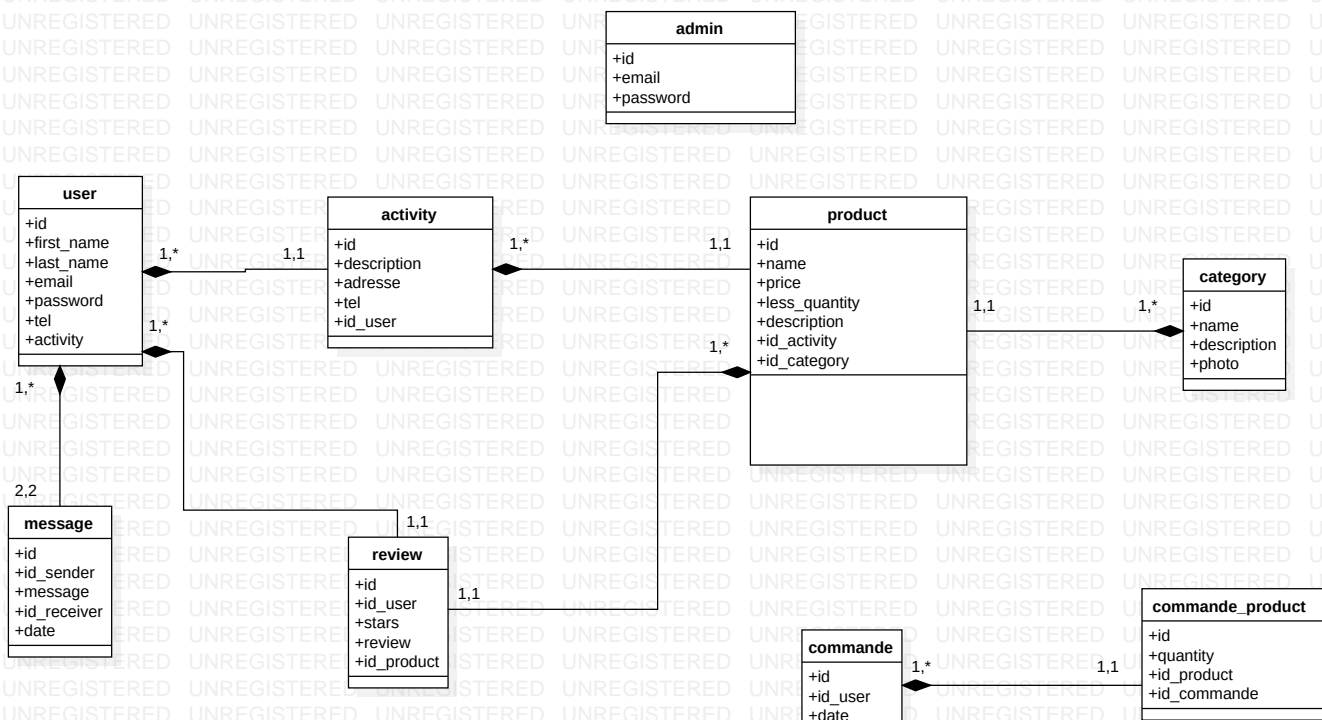 admin
+id
+email
+password
user
+id
+first_name
+last_name
+email
+password
+tel
+activity
1,*
1,1
activity
+id
+description
+adresse
+tel
+id_user
1,*
1,1
product
+id
+name
+price
+less_quantity
+description
+id_activity
+id_category
1,1
1,*
category
+id
+name
+description
+photo
1,*
1,*
1,*
2,2
message
+id
+id_sender
+message
+id_receiver
+date
1,1
review
+id
+id_user
+stars
+review
+id_product
1,1
commande
+id
+id_user
+date
1,*
1,1
commande_product
+id
+quantity
+id_product
+id_commande
UNREGISTERED